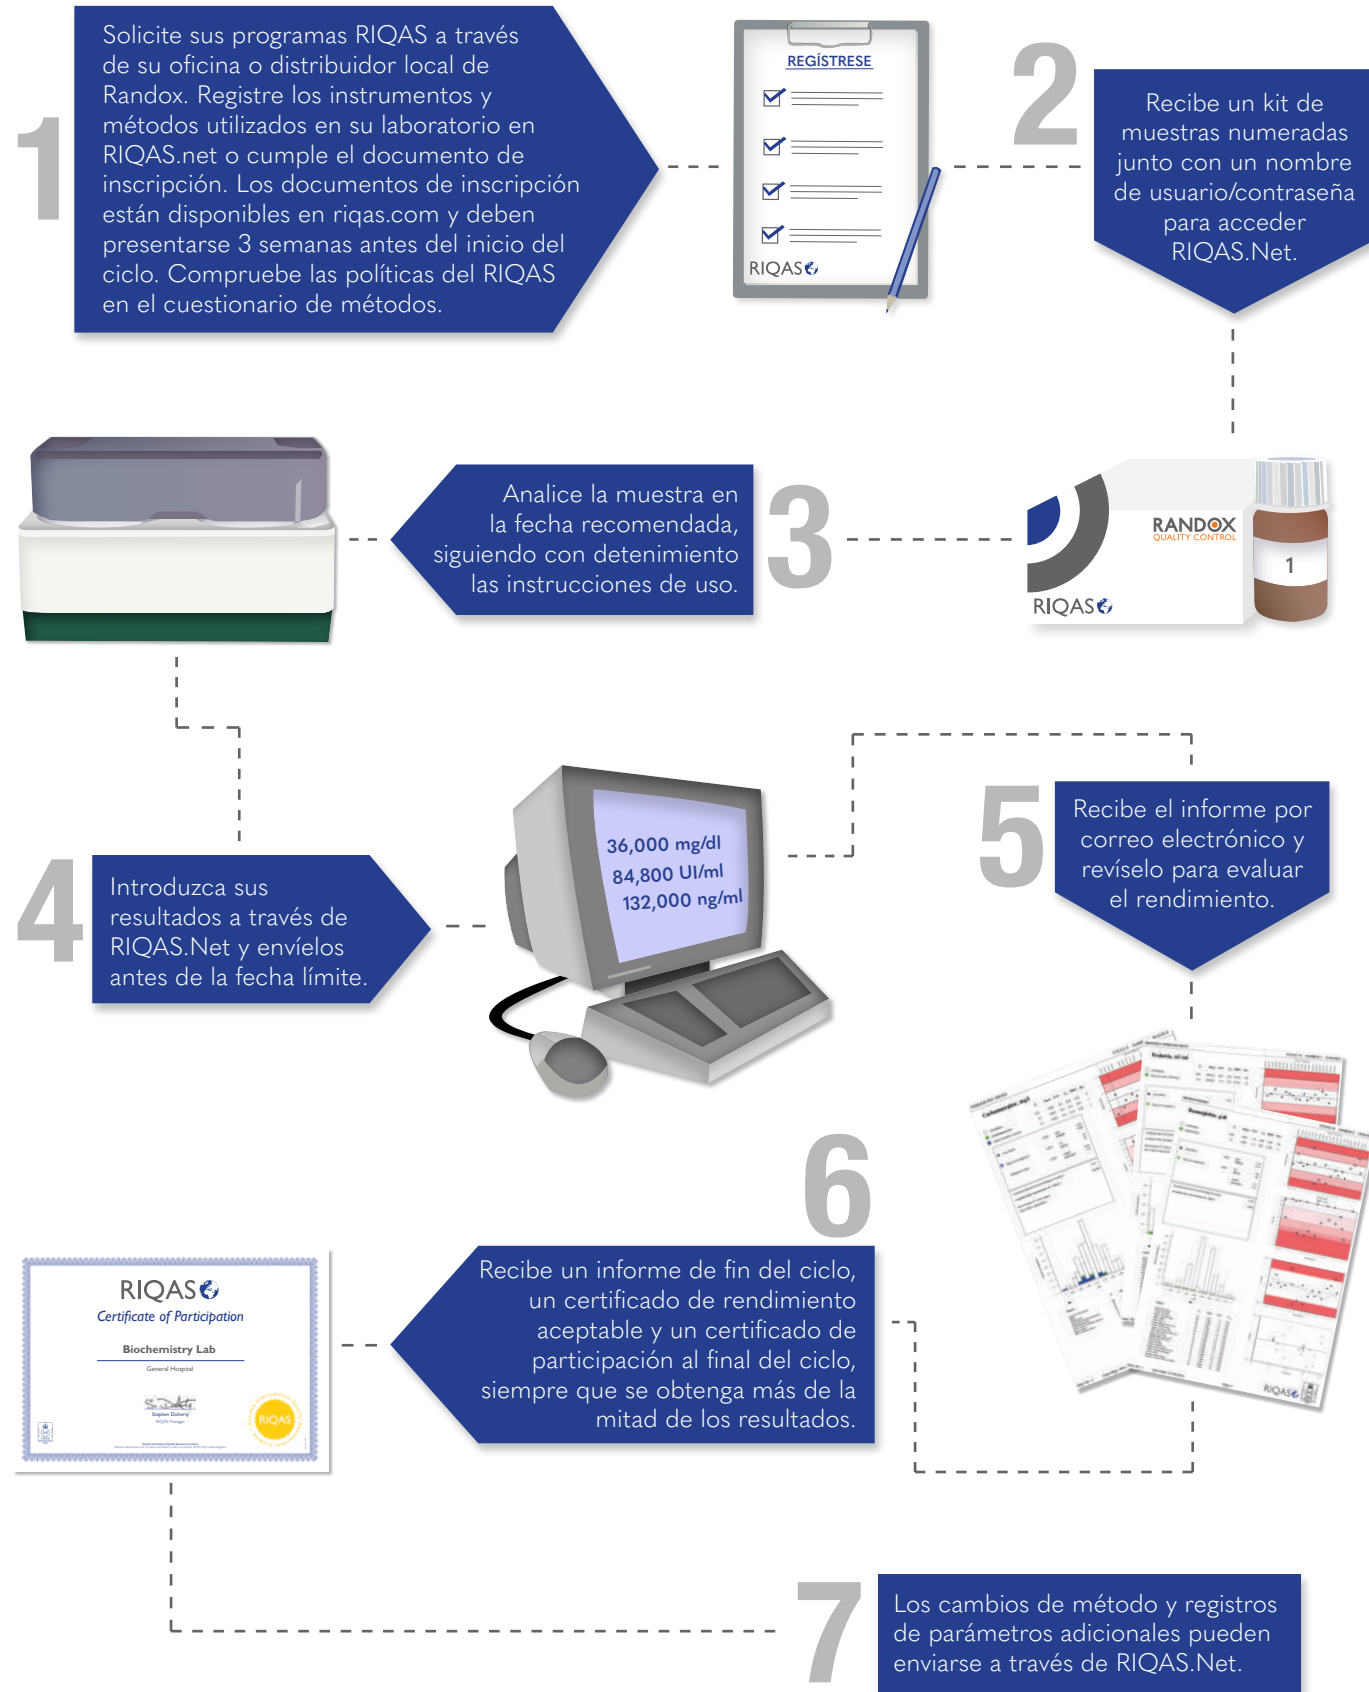 1
Solicite sus programas RIQAS a través
de su oficina o distribuidor local de
Randox. Registre los instrumentos y
métodos utilizados en su laboratorio en
RIQAS.net o cumple el documento de
inscripción. Los documentos de inscripción
están disponibles en riqas.com y deben
presentarse 3 semanas antes del inicio del
ciclo. Compruebe las políticas del RIQAS
en el cuestionario de métodos.
REGÍSTRESE
RIQAS
2
Recibe un kit de
muestras numeradas
junto con un nombre
de usuario/contraseña
para acceder
RIQAS.Net.
RANDOX
QUALITY CONTROL
RIQAS
1
3
Analice la muestra en
la fecha recomendada,
siguiendo con detenimiento
las instrucciones de uso.
4
Introduzca sus
resultados a través de
RIQAS.Net y envíelos
antes de la fecha límite.
36,000 mg/dl
84,800 UI/ml
132,000 ng/ml
5
Recibe el informe por
correo electrónico y
revíselo para evaluar
el rendimiento.
RIQAS
6
Recibe un informe de fin del ciclo,
un certificado de rendimiento
aceptable y un certificado de
participación al final del ciclo,
siempre que se obtenga más de la
mitad de los resultados.
RIQAS
Certificate of Participation
Biochemistry Lab
General Hospital
Stephen Doherty
RIQAS Manager
RIQAS
7
Los cambios de método y registros
de parámetros adicionales pueden
enviarse a través de RIQAS.Net.